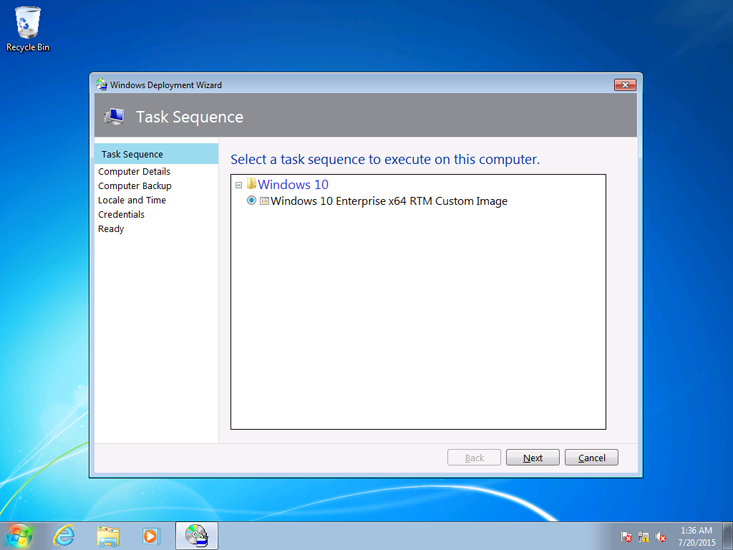 Recycle Bin
Windows Deployment Wizard
Task Sequence
Task Sequence
Computer Details
Computer Backup
Locale and Time
Credentials
Ready
Select a task sequence to execute on this computer.
Windows 10
Windows 10 Enterprise x64 RTM Custom Image
Back
Next
Cancel
1:36 AM
7/20/2015